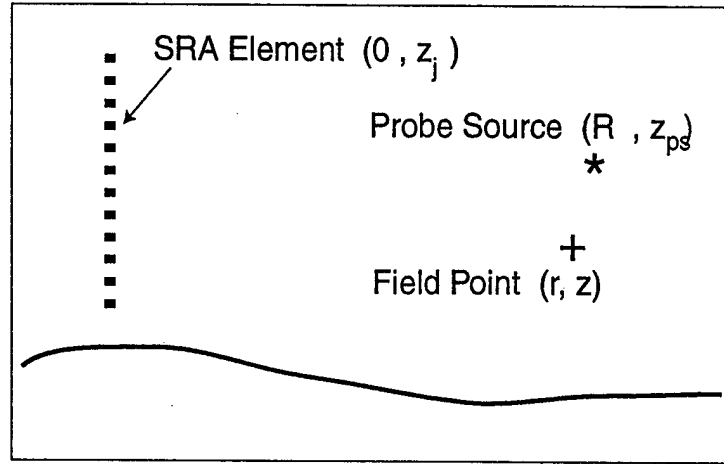 SRA Element (0 , z_j )
Probe Source (R , z_ps)
*
+
Field Point (r, z)